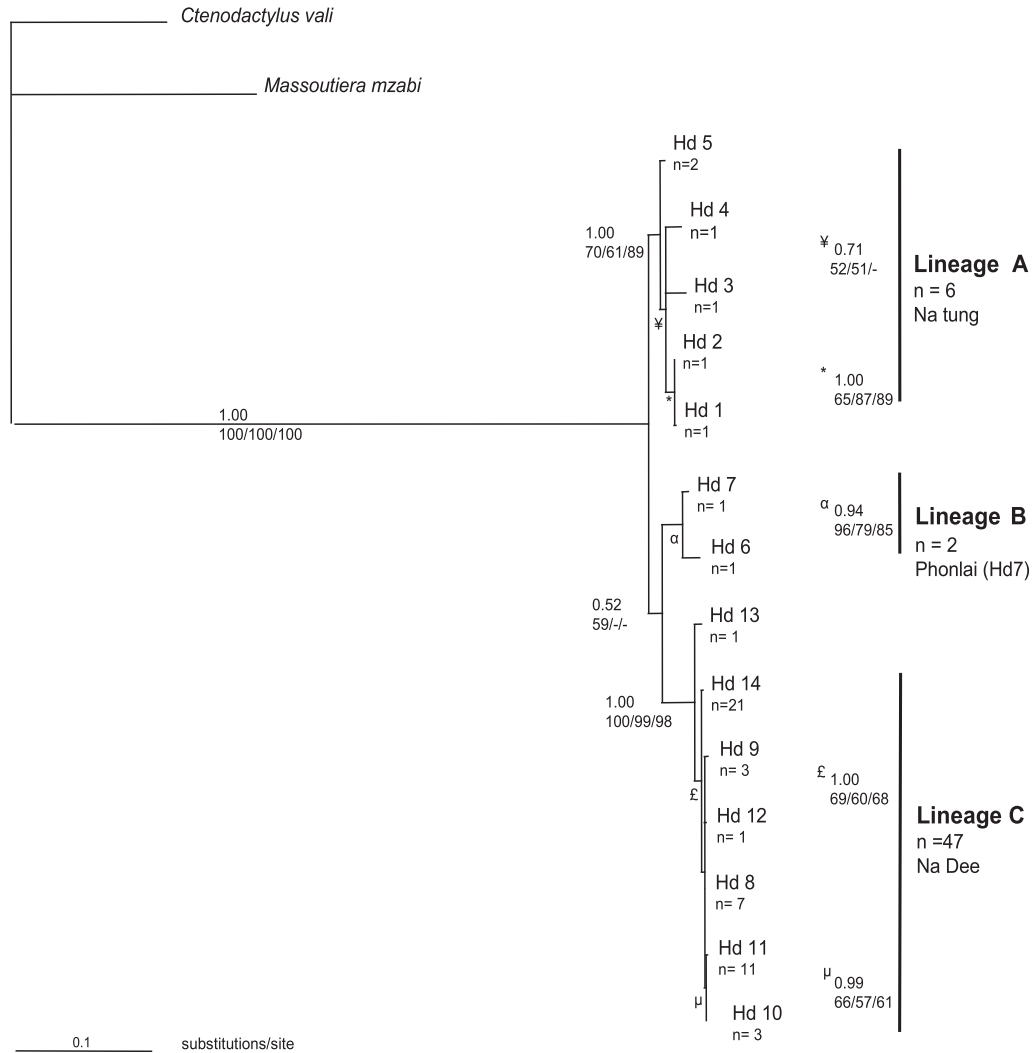 Ctenodactylus vali
Massoutiera mzabi
Hd 5
n=2
1.00
70/61/89
Hd 4
n=1
Hd 3
n=1
¥
Hd 2
n=1
*
Hd 1
n=1
¥ 0.71
52/51/-
* 1.00
65/87/89
Lineage A
n = 6
Na tung
1.00
100/100/100
Hd 7
n= 1
α
Hd 6
n=1
α 0.94
96/79/85
Lineage B
n = 2
Phonlai (Hd7)
0.52
59/-/-
Hd 13
n= 1
1.00
100/99/98
Hd 14
n=21
Hd 9
n= 3
£
Hd 12
n= 1
Hd 8
n= 7
Hd 11
n= 11
µ
Hd 10
n= 3
£ 1.00
69/60/68
µ 0.99
66/57/61
Lineage C
n =47
Na Dee
0.1 substitutions/site